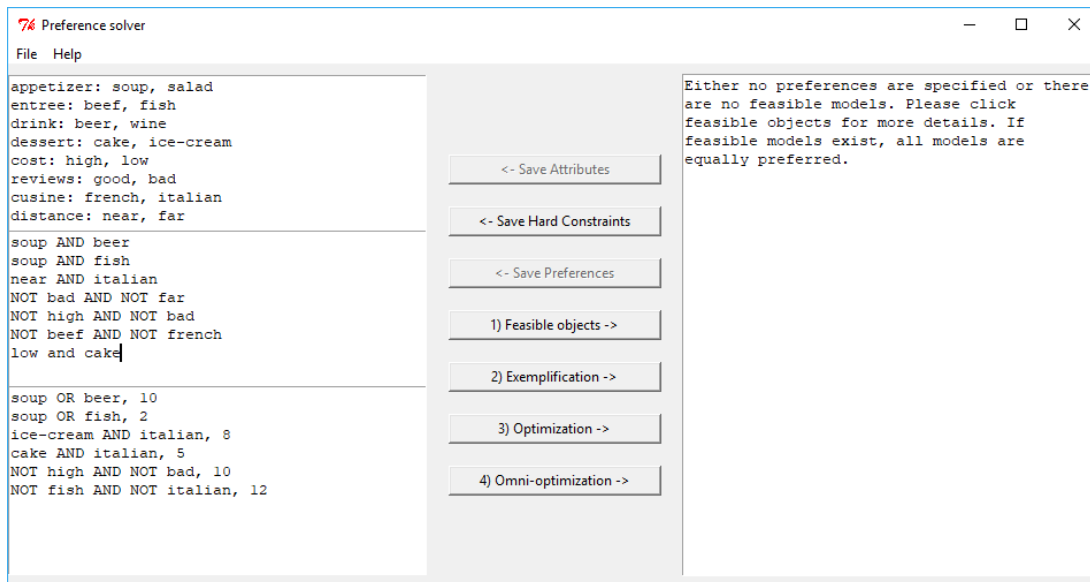 Preference solver
File Help
appetizer: soup, salad
entree: beef, fish
drink: beer, wine
dessert: cake, ice-cream
cost: high, low
reviews: good, bad
cusine: french, italian
distance: near, far
soup AND beer
soup AND fish
near AND italian
NOT bad AND NOT far
NOT high AND NOT bad
NOT beef AND NOT french
low and cake
soup OR beer, 10
soup OR fish, 2
ice-cream AND italian, 8
cake AND italian, 5
NOT high AND NOT bad, 10
NOT fish AND NOT italian, 12
<- Save Attributes
<- Save Hard Constraints
<- Save Preferences
1) Feasible objects ->
2) Exemplification ->
3) Optimization ->
4) Omni-optimization ->
Either no preferences are specified or there
are no feasible models. Please click
feasible objects for more details. If
feasible models exist, all models are
equally preferred.